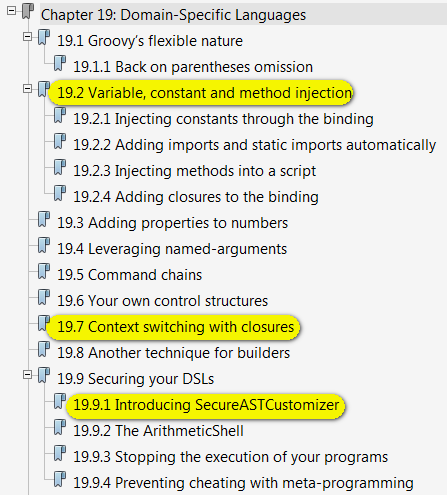 Chapter 19: Domain-Specific Languages
19.1 Groovy's flexible nature
19.1.1 Back on parentheses omission
19.2 Variable, constant and method injection
19.2.1 Injecting constants through the binding
19.2.2 Adding imports and static imports automatically
19.2.3 Injecting methods into a script
19.2.4 Adding closures to the binding
19.3 Adding properties to numbers
19.4 Leveraging named-arguments
19.5 Command chains
19.6 Your own control structures
19.7 Context switching with closures
19.8 Another technique for builders
19.9 Securing your DSLs
19.9.1 Introducing SecureASTCustomizer
19.9.2 The ArithmeticShell
19.9.3 Stopping the execution of your programs
19.9.4 Preventing cheating with meta-programming